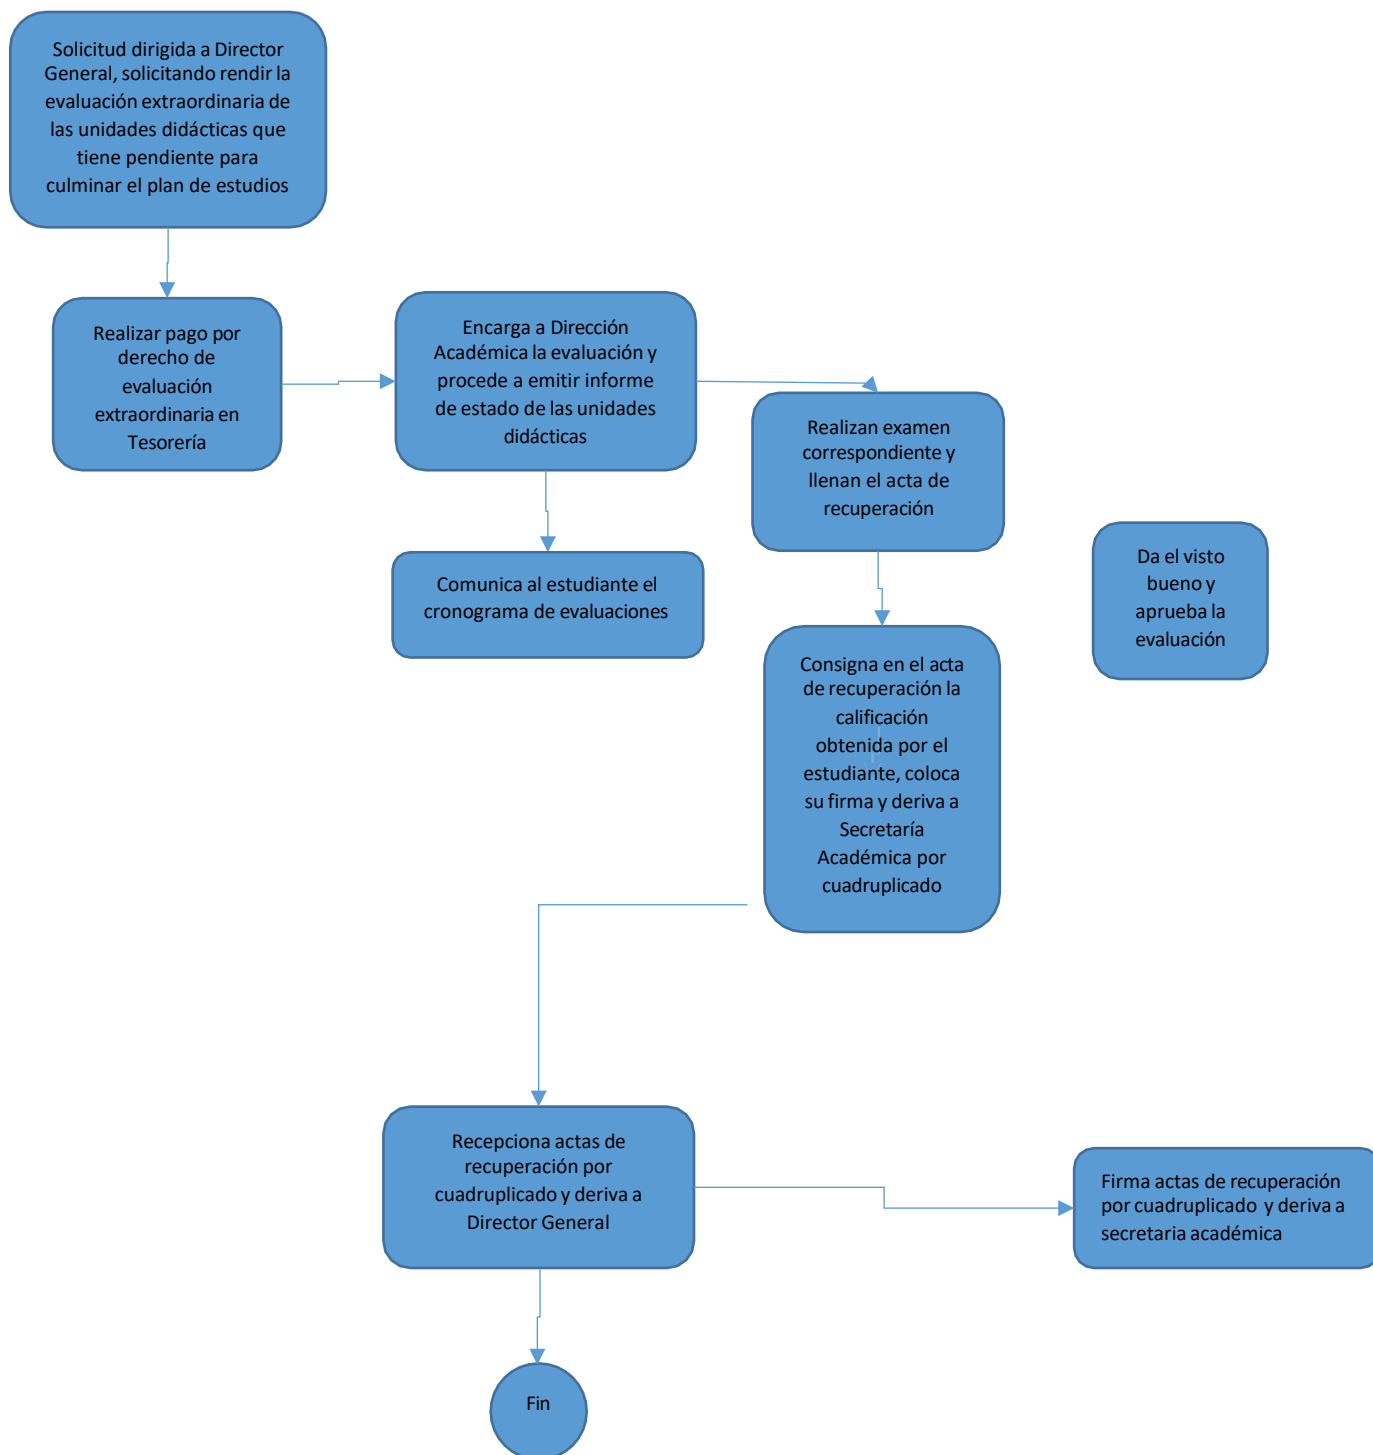 Solicitud dirigida a Director
General, solicitando rendir la
evaluación extraordinaria de
las unidades didácticas que
tiene pendiente para
culminar el plan de estudios
Realizar pago por
derecho de
evaluación
extraordinaria en
Tesorería
Encarga a Dirección
Académica la evaluación y
procede a emitir informe
de estado de las unidades
didácticas
Realizan examen
correspondiente y
llenan el acta de
recuperación
Comunica al estudiante el
cronograma de evaluaciones
Da el visto
bueno y
aprueba la
evaluación
Consigna en el acta
de recuperación la
calificación
obtenida por el
estudiante, coloca
su firma y deriva a
Secretaría
Académica por
cuadruplicado
Recepciona actas de
recuperación por
cuadruplicado y deriva a
Director General
Firma actas de recuperación
por cuadruplicado y deriva a
secretaria académica
Fin